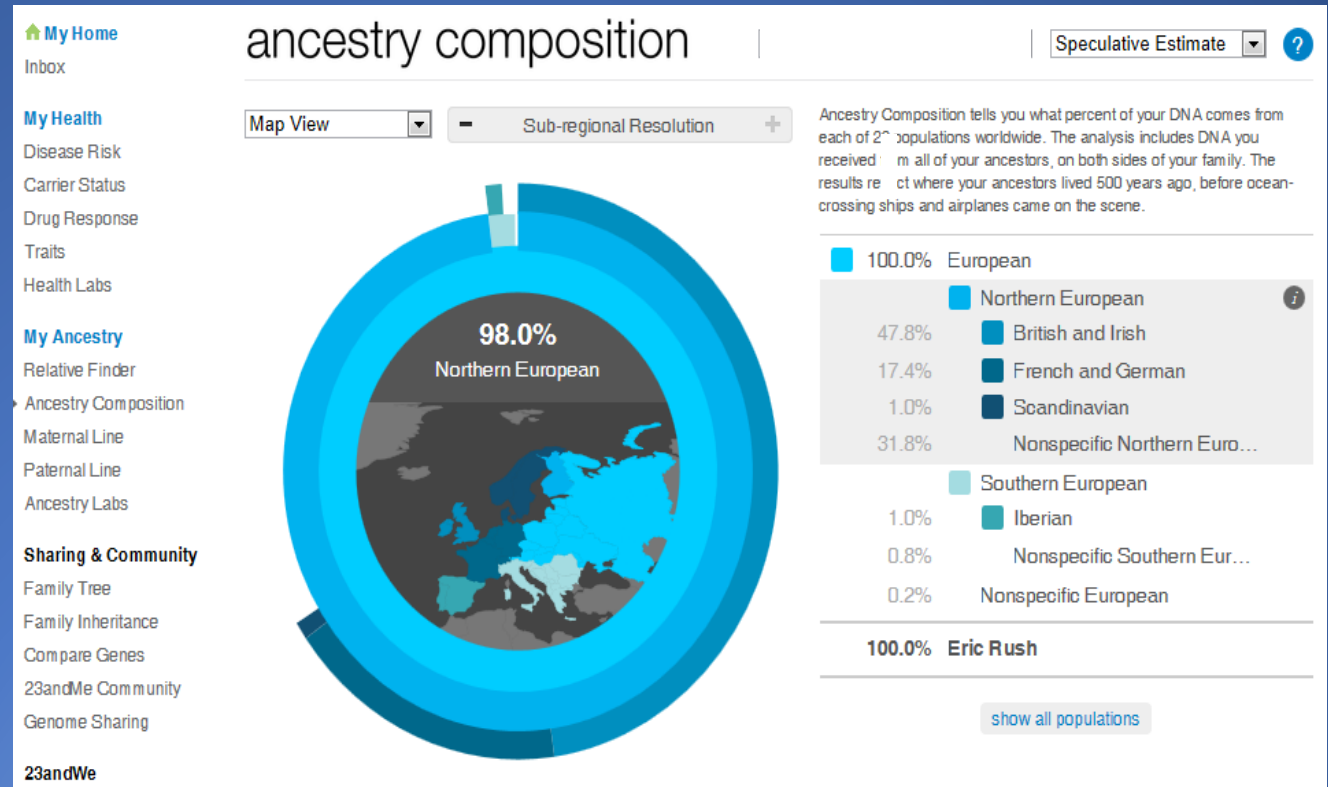 My Home
Inbox
My Health
Disease Risk
Carrier Status
Drug Response
Traits
Health Labs
My Ancestry
Relative Finder
Ancestry Composition
Maternal Line
Paternal Line
Ancestry Labs
Sharing & Community
Family Tree
Family Inheritance
Compare Genes
23andMe Community
Genome Sharing
23andWe
ancestry composition
Speculative Estimate
?
Map View
- Sub-regional Resolution +
Ancestry Composition tells you what percent of your DNA comes from
each of populations worldwide. The analysis includes DNA you
received m all of your ancestors, on both sides of your family. The
results re ct where your ancestors lived 500 years ago, before ocean-
crossing ships and airplanes came on the scene.
98.0%
Northern European
100.0% European
Northern European i
47.8% British and Irish
17.4% French and German
1.0% Scandinavian
31.8% Nonspecific Northern Euro...
Southern European
1.0% Iberian
0.8% Nonspecific Southern Eur...
0.2% Nonspecific European
100.0% Eric Rush
show all populations